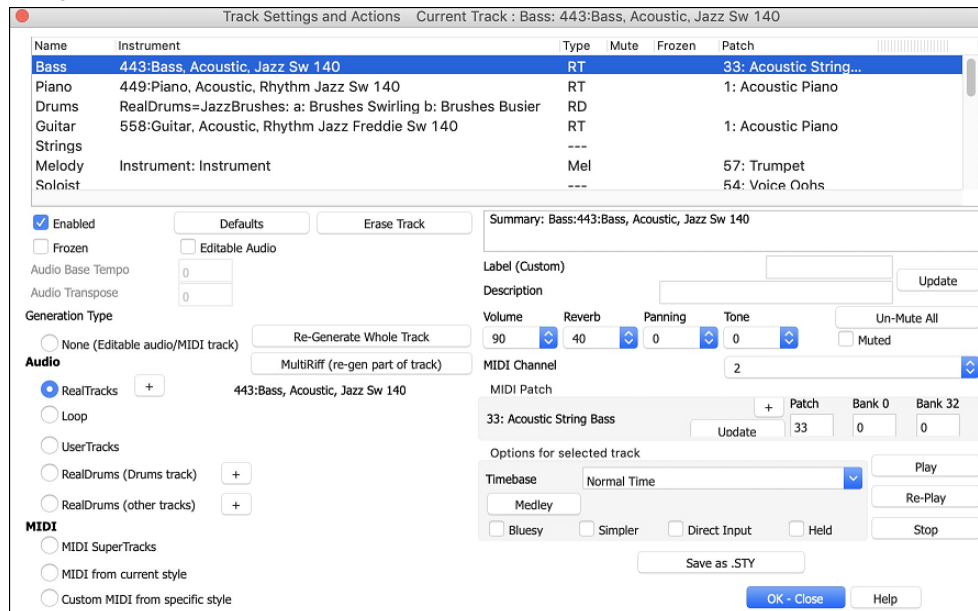 Track Settings and Actions Current Track : Bass: 443:Bass, Acoustic, Jazz Sw 140
Name Instrument Type Mute Frozen Patch
Bass 443:Bass, Acoustic, Jazz Sw 140 RT 33: Acoustic String...
Piano 449:Piano, Acoustic, Rhythm Jazz Sw 140 RT 1: Acoustic Piano
Drums RealDrums=JazzBrushes: a: Brushes Swirling b: Brushes Busier RD
Guitar 558:Guitar, Acoustic, Rhythm Jazz Freddie Sw 140 RT 1: Acoustic Piano
Strings ---
Melody Instrument: Instrument Mel 57: Trumpet
Soloist --- 54: Voice Oohs
Enabled Defaults Erase Track
Frozen Editable Audio
Audio Base Tempo 0
Audio Transpose 0
Generation Type
None (Editable audio/MIDI track) Re-Generate Whole Track
Audio MultiRiff (re-gen part of track)
RealTracks + 443:Bass, Acoustic, Jazz Sw 140
Loop
UserTracks
RealDrums (Drums track) +
RealDrums (other tracks) +
MIDI
MIDI SuperTracks
MIDI from current style
Custom MIDI from specific style
Summary: Bass:443:Bass, Acoustic, Jazz Sw 140
Label (Custom)
Update
Description
Volume Reverb Panning Tone Un-Mute All
90 40 0 0 Muted
MIDI Channel 2
MIDI Patch
+ Patch Bank 0 Bank 32
33: Acoustic String Bass Update 33 0 0
Options for selected track
Timebase Normal Time Play
Medley Re-Play
Bluesy Simpler Direct Input Held Stop
Save as .STY
OK - Close Help